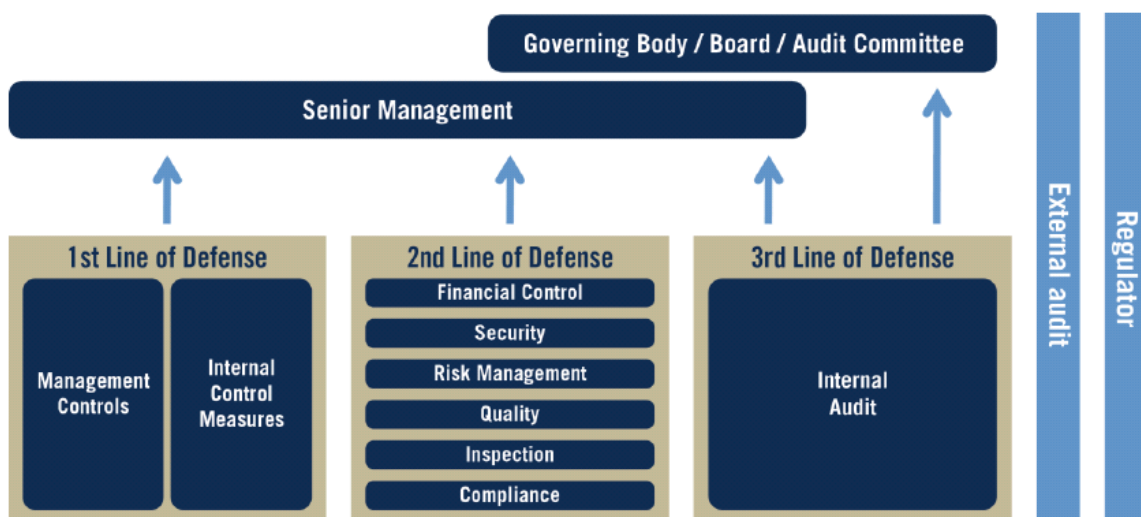 Governing Body / Board / Audit Committee
Senior Management
1st Line of Defense
Management
Controls
Internal
Control
Measures
2nd Line of Defense
Financial Control
Security
Risk Management
Quality
Inspection
Compliance
3rd Line of Defense
Internal
Audit
External audit
Regulator